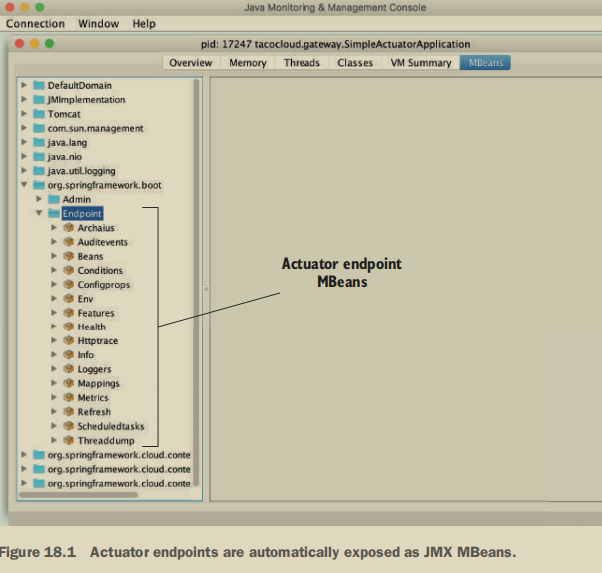 Java Monitoring & Management Console
Connection Window Help
pid: 17247 tacocloud.gateway.SimpleActuatorApplication
Overview Memory Threads Classes VM Summary MBeans
DefaultDomain
JMImplementation
Tomcat
com.sun.management
java.lang
java.nio
java.util.logging
org.springframework.boot
Admin
Endpoint
Archaius
Auditevents
Beans
Conditions
Configprops
Env
Features
Health
Httptrace
Info
Loggers
Mappings
Metrics
Refresh
Scheduledtasks
Threaddump
org.springframework.cloud.conte
org.springframework.cloud.conte
org.springframework.cloud.conte
Actuator endpoint
MBeans
Figure 18.1 Actuator endpoints are automatically exposed as JMX MBeans.